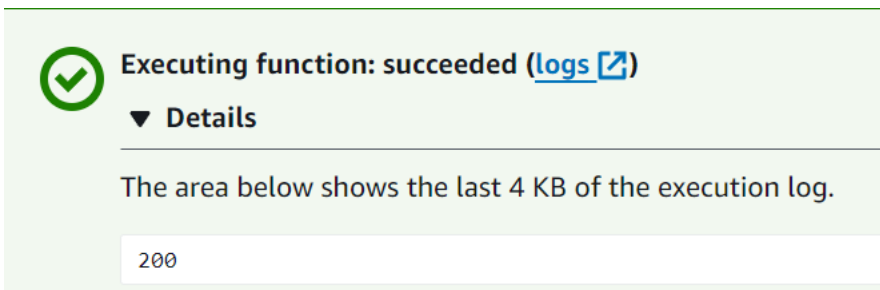 Executing function: succeeded (logs)
Details
The area below shows the last 4 KB of the execution log.
200